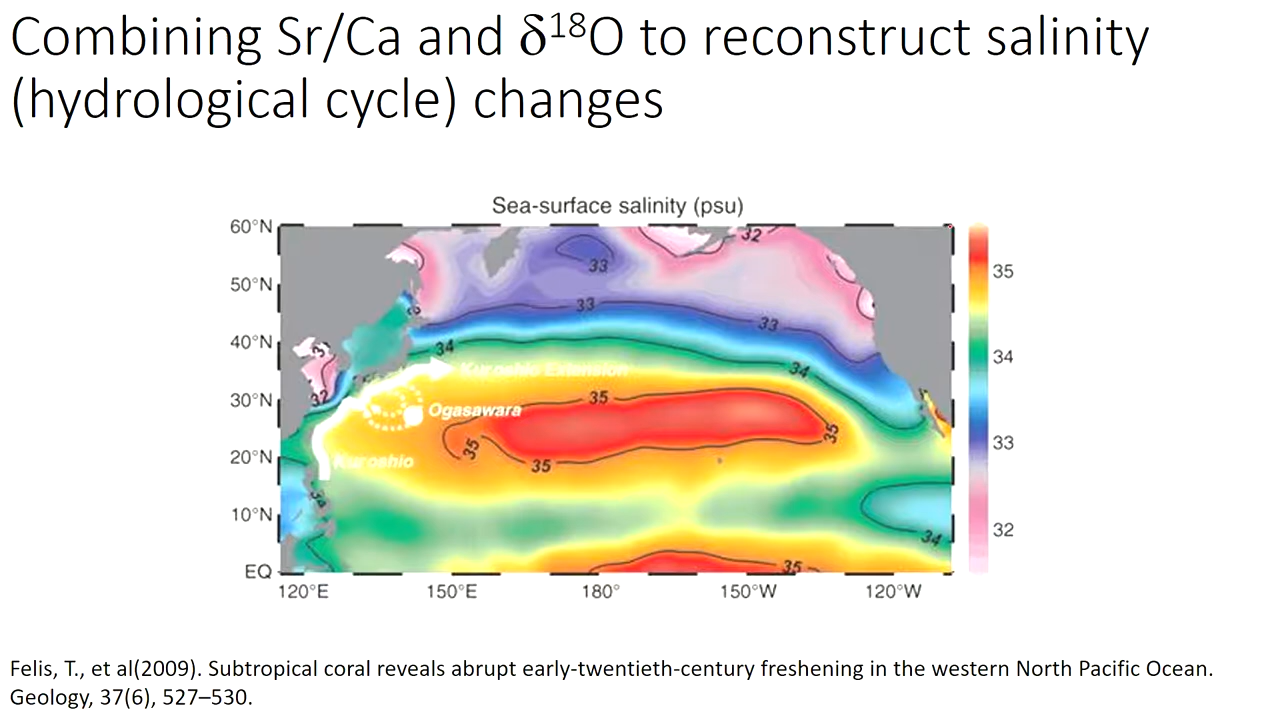 Combining Sr/Ca and δ18O to reconstruct salinity
(hydrological cycle) changes
Sea-surface salinity (psu)
60°N
50°N
40°N
30°N
20°N
10°N
EQ
120°E 150°E 180° 150°W 120°W
32
33
33
33
34
34
35
35
35
35
32
34
34
35
Kuroshio Extension
Ogasawara
Kuroshio
35
34
33
32
Felis, T., et al(2009). Subtropical coral reveals abrupt early-twentieth-century freshening in the western North Pacific Ocean.
Geology, 37(6), 527–530.